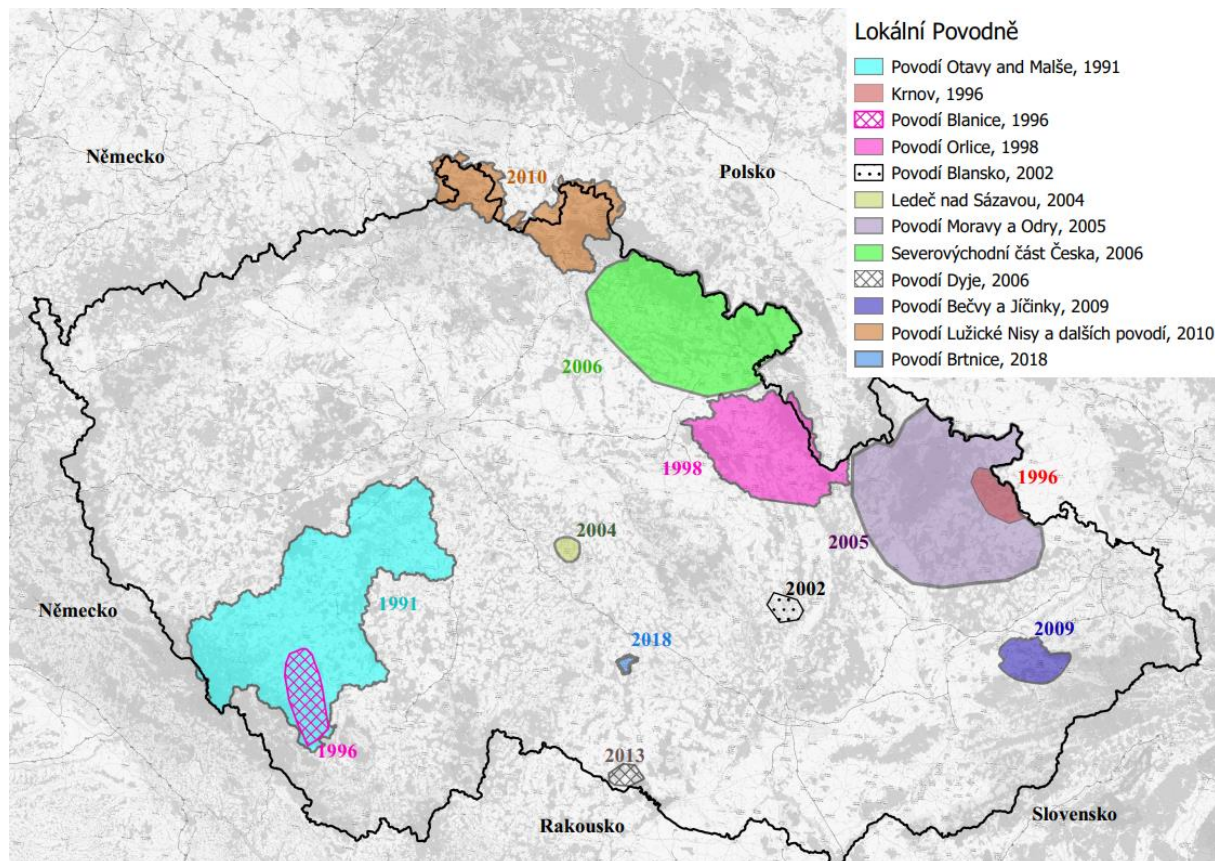 Lokální Povodně
Povodí Otavy and Malše, 1991
Krnov, 1996
Povodí Blanice, 1996
Povodí Orlice, 1998
Povodí Blansko, 2002
Ledeč nad Sázavou, 2004
Povodí Moravy a Odry, 2005
Severovýchodní část Česka, 2006
Povodí Dyje, 2006
Povodí Bečvy a Jíčinky, 2009
Povodí Lužické Nisy a dalších povodí, 2010
Povodí Brtnice, 2018
Německo
Polsko
2010
2006
1998
1996
2004
2005
2002
1991
Německo
2009
2018
1996
2013
Rakousko
Slovensko